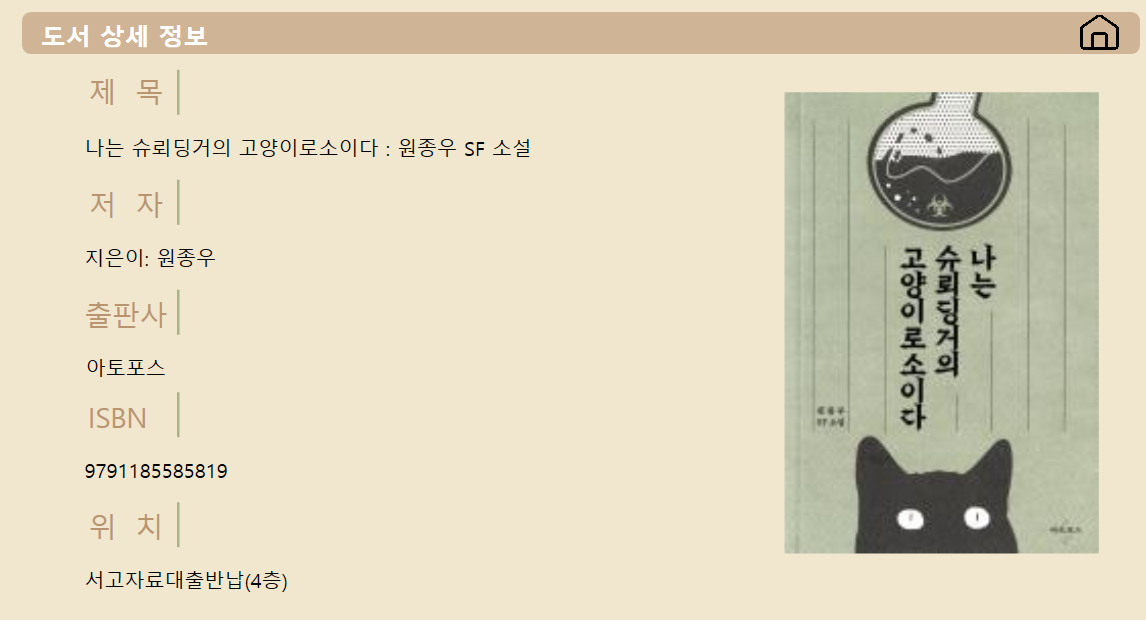 도서 상세 정보
제 목
나는 슈뢰딩거의 고양이로소이다 : 원종우 SF 소설
저 자
지은이: 원종우
출판사
아토포스
ISBN
9791185585819
위 치
서고자료대출반납(4층)
나는
슈뢰딩거의
고양이로소이다
원종우
SF 소설
아토포스